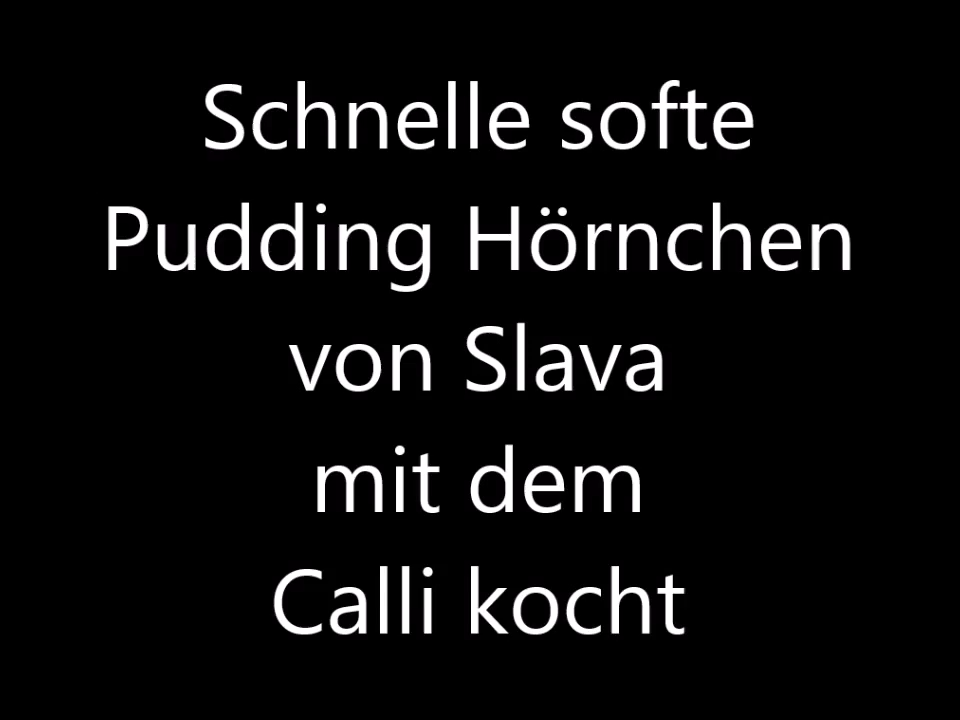 Schnelle softe
Pudding Hörnchen
von Slava
mit dem
Calli kocht